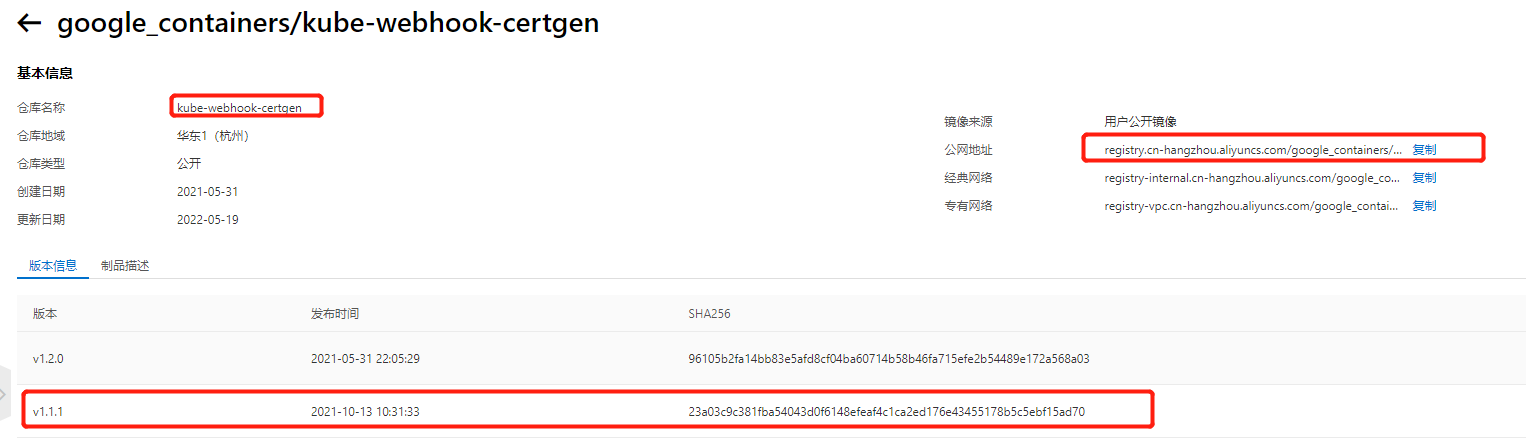 google_containers/kube-webhook-certgen
基本信息
仓库名称 kube-webhook-certgen
仓库地域 华东1（杭州）
仓库类型 公开
创建日期 2021-05-31
更新日期 2022-05-19
镜像来源 用户公开镜像
公网地址 registry.cn-hangzhou.aliyuncs.com/google_containers/... 复制
经典网络 registry-internal.cn-hangzhou.aliyuncs.com/google_co... 复制
专有网络 registry-vpc.cn-hangzhou.aliyuncs.com/google_contai... 复制
版本信息 制品描述
版本 发布时间 SHA256
v1.2.0 2021-05-31 22:05:29 96105b2fa14bb83e5afd8cf04ba60714b58b46fa715efe2b54489e172a568a03
v1.1.1 2021-10-13 10:31:33 23a03c9c381fba54043d0f6148efeaf4c1ca2ed176e43455178b5c5ebf15ad70